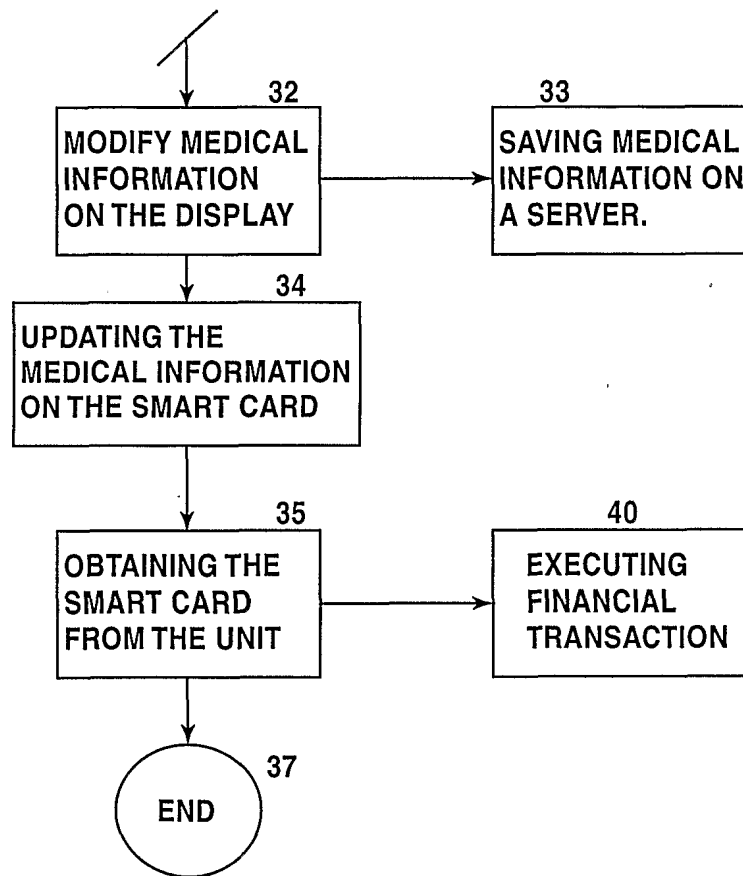 32
MODIFY MEDICAL
INFORMATION
ON THE DISPLAY
33
SAVING MEDICAL
INFORMATION ON
A SERVER.
34
UPDATING THE
MEDICAL INFORMATION
ON THE SMART CARD
35
OBTAINING THE
SMART CARD
FROM THE UNIT
40
EXECUTING
FINANCIAL
TRANSACTION
37
END